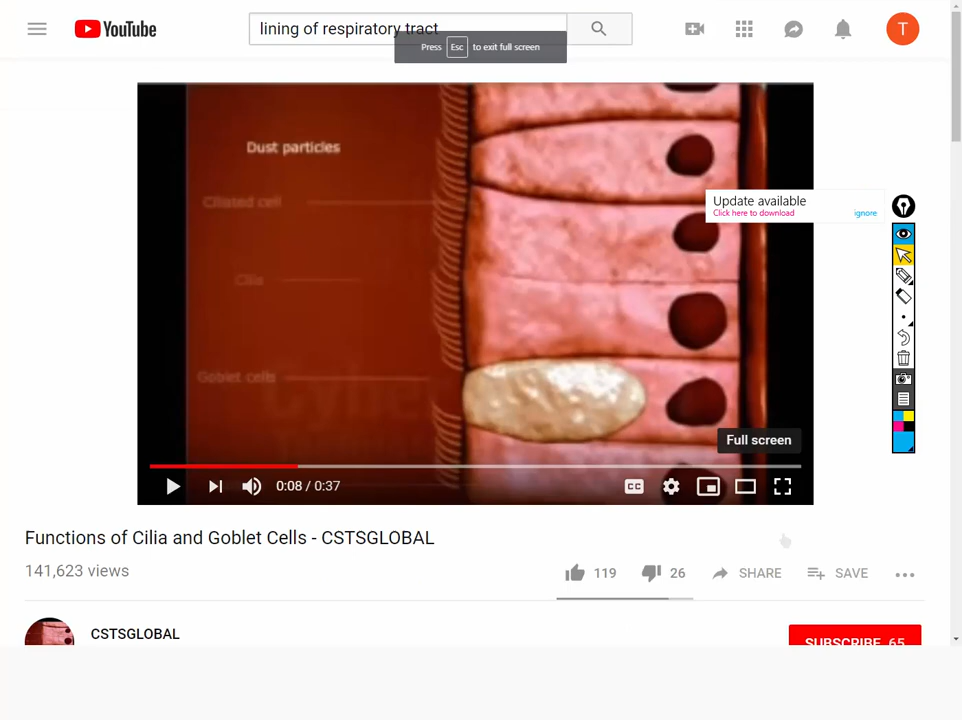 YouTube
lining of respiratory tract
T
Press Esc to exit full screen
Dust particles
Ciliated cell
Update available
Click here to download ignore
Cilia
Goblet cells
Full screen
0:08 / 0:37
CC
Functions of Cilia and Goblet Cells - CSTSGLOBAL
141,623 views
119 26 SHARE SAVE
CSTSGLOBAL
SUBSCRIBE 65